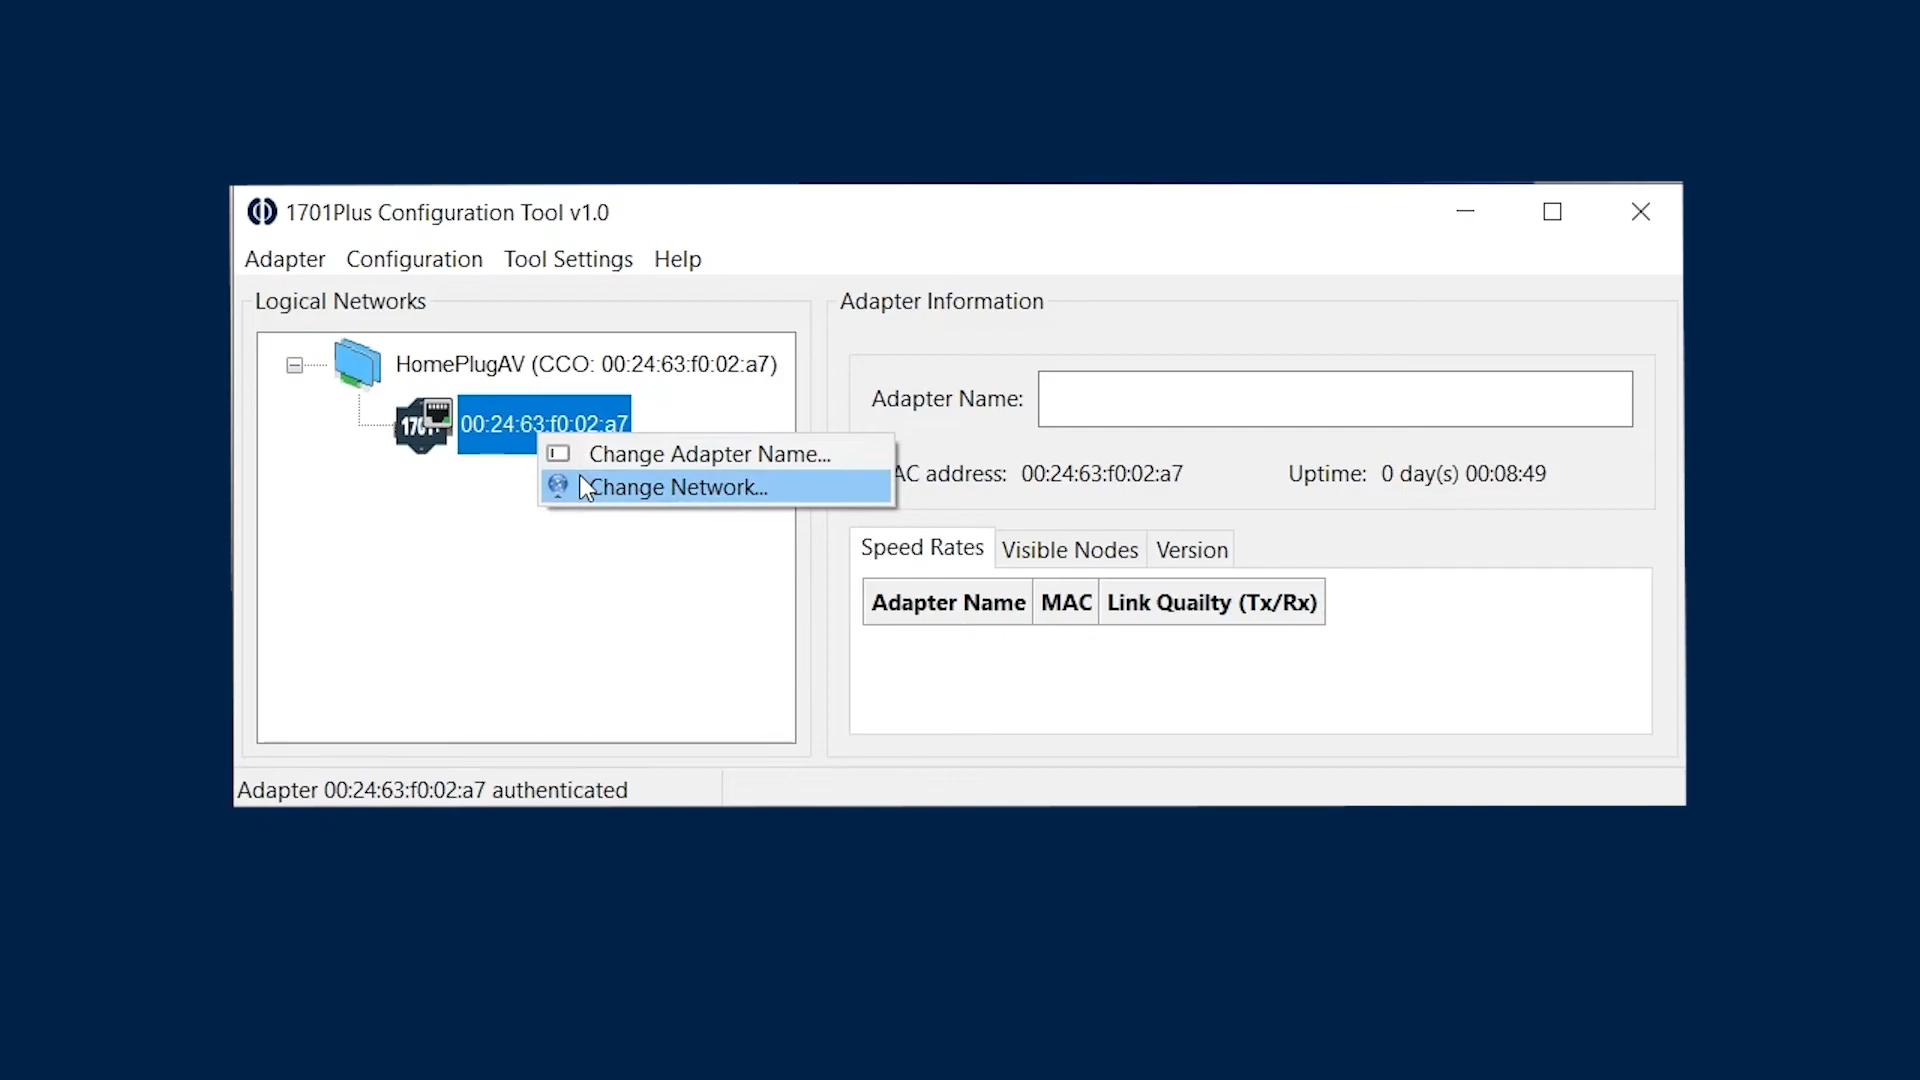 1701Plus Configuration Tool v1.0
Adapter Configuration Tool Settings Help
Logical Networks
Adapter Information
HomePlugAV (CCO: 00:24:63:f0:02:a7)
Adapter Name:
1701
00:24:63:f0:02:a7
Change Adapter Name...
Change Network...
AC address: 00:24:63:f0:02:a7
Uptime: 0 day(s) 00:08:49
Speed Rates Visible Nodes Version
Adapter Name MAC Link Quailty (Tx/Rx)
Adapter 00:24:63:f0:02:a7 authenticated